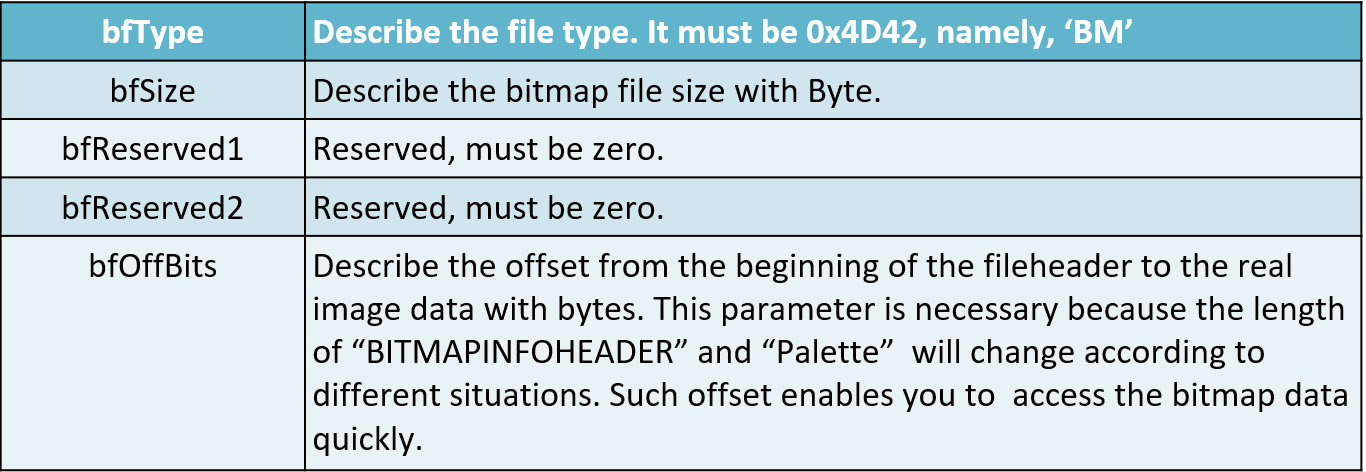 bfType Describe the file type. It must be 0x4D42, namely, ‘BM’
bfSize Describe the bitmap file size with Byte.
bfReserved1 Reserved, must be zero.
bfReserved2 Reserved, must be zero.
bfOffBits Describe the offset from the beginning of the fileheader to the real
image data with bytes. This parameter is necessary because the length
of “BITMAPINFOHEADER” and “Palette”  will change according to
different situations. Such offset enables you to  access the bitmap data
quickly.